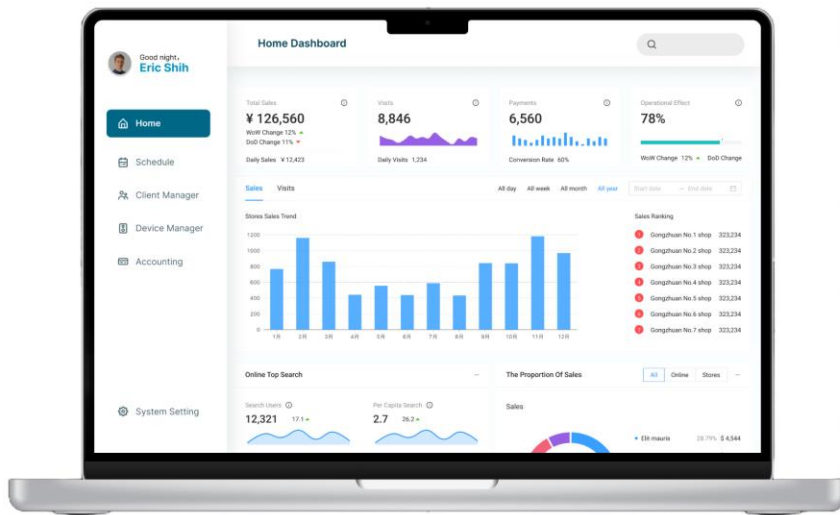 Good night,
Eric Shih
Home
Schedule
Client Manager
Device Manager
Accounting
System Setting
Home Dashboard
Total Sales
¥ 126,560
WoW Change 12%
DoD Change 11%
Daily Sales ¥12,423
Visits
8,846
Daily Visits 1,234
Payments
6,560
Conversion Rate 60%
Operational Effect
78%
WoW Change 12% DoD Change
Sales Visits
All day All week All month All year Start date End date
Stores Sales Trend
1200
1000
800
600
400
200
0
1月 2月 3月 4月 5月 6月 7月 8月 9月 10月 11月 12月
Sales Ranking
1 Gongzhuan No.1 shop 323,234
2 Gongzhuan No.2 shop 323,234
3 Gongzhuan No.3 shop 323,234
4 Gongzhuan No.4 shop 323,234
5 Gongzhuan No.5 shop 323,234
6 Gongzhuan No.6 shop 323,234
7 Gongzhuan No.7 shop 323,234
Online Top Search
Search Users
12,321 17.1
Per Capita Search
2.7 26.2
The Proportion Of Sales
All Online Stores
Sales
Elit mauris 28.79% $ 4,544